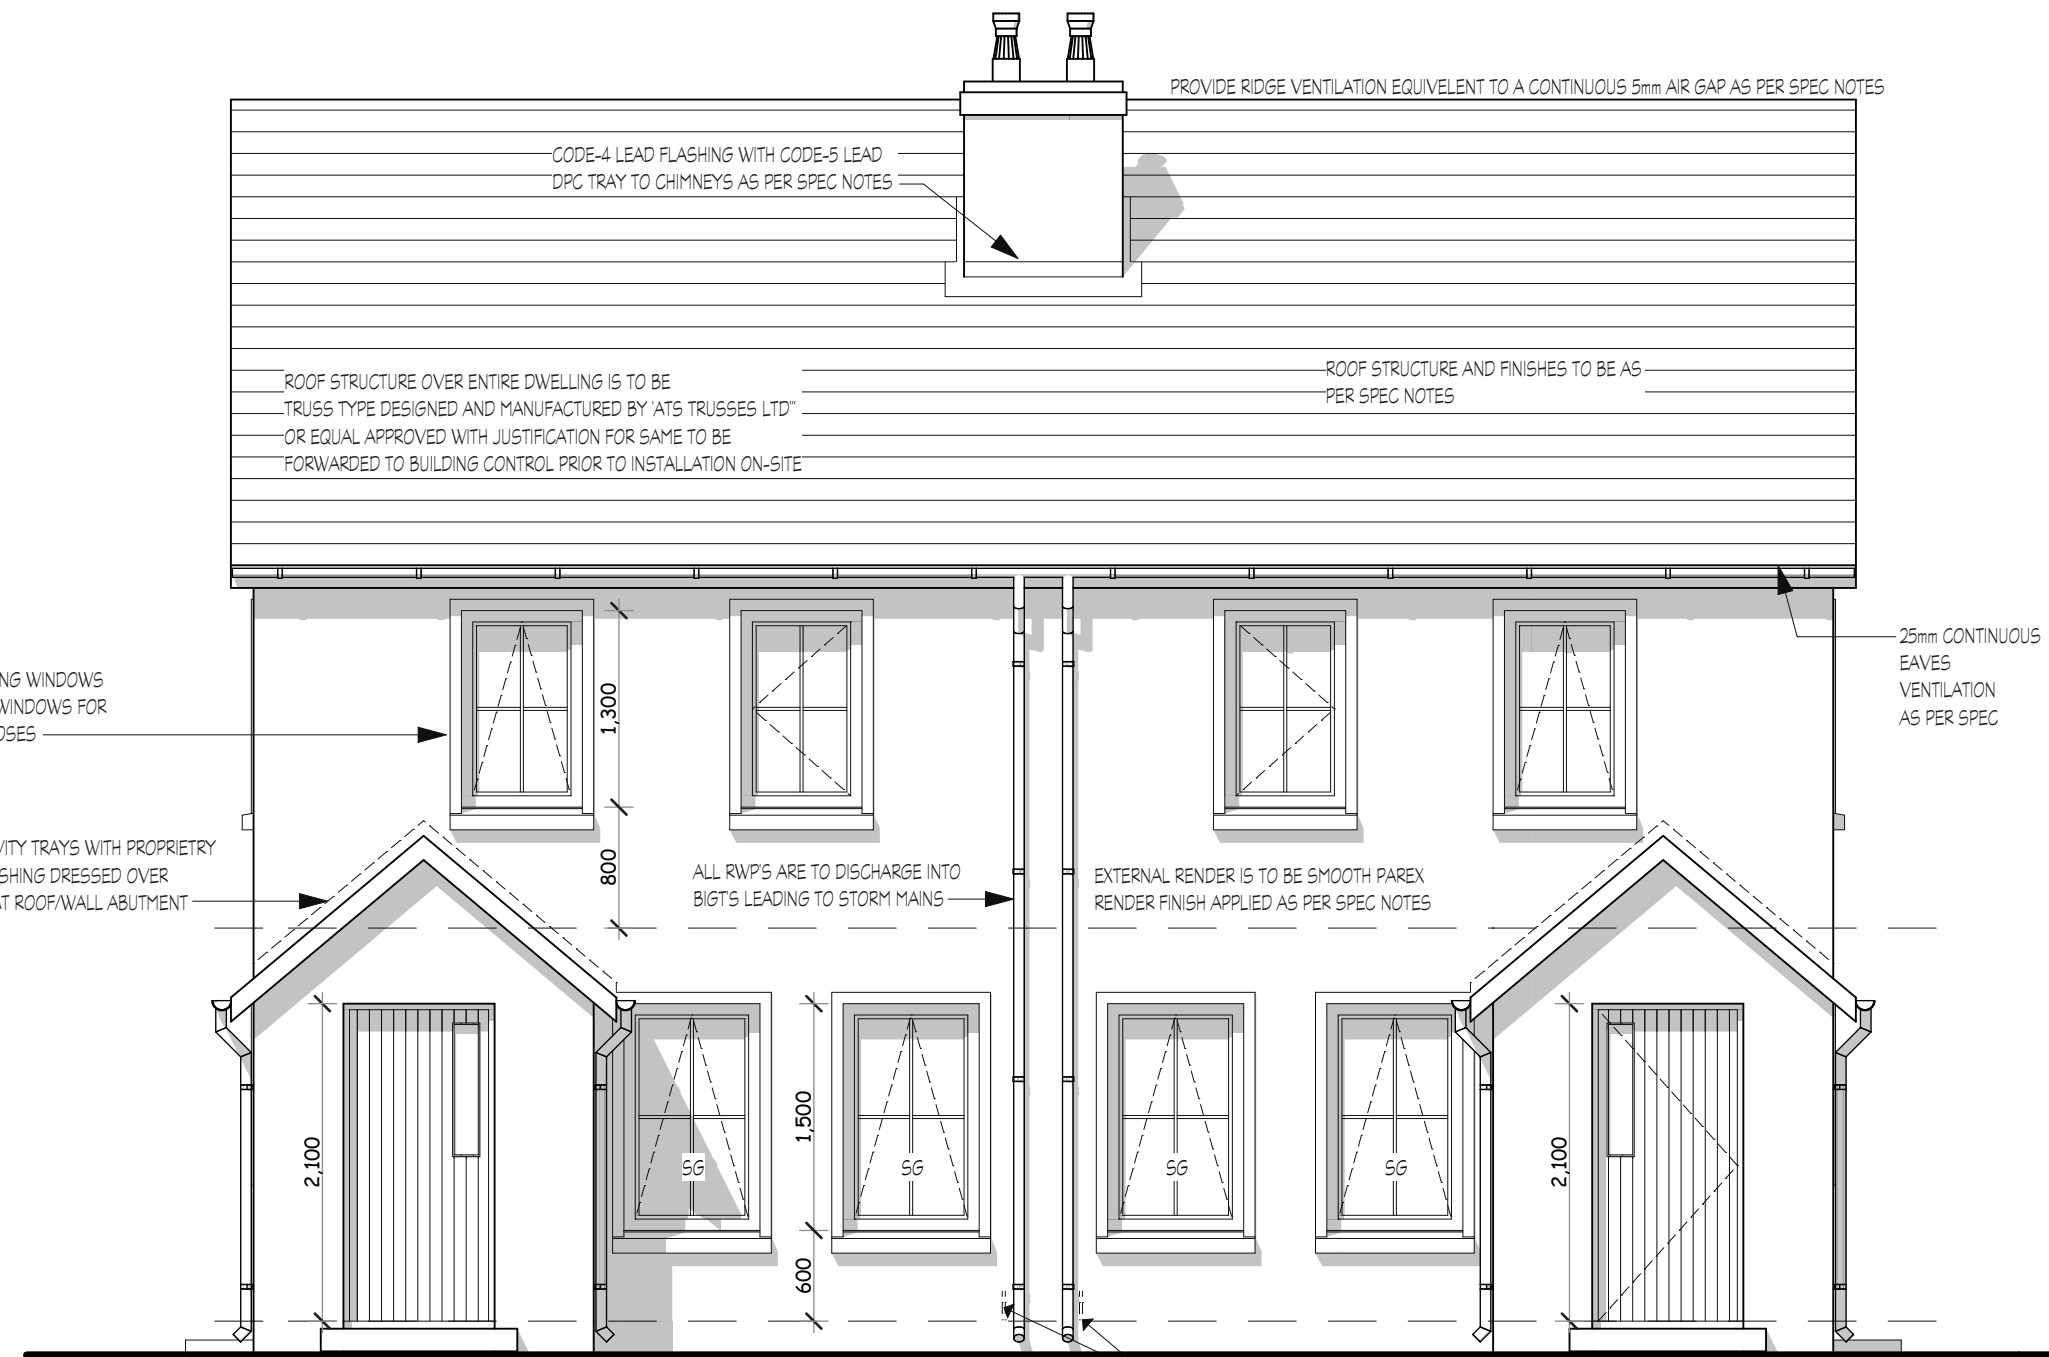 PROVIDE RIDGE VENTILATION EQUIVELENT TO A CONTINUOUS 5mm AIR GAP AS PER SPEC NOTES
CODE-4 LEAD FLASHING WITH CODE-5 LEAD
DPC TRAY TO CHIMNEYS AS PER SPEC NOTES
ROOF STRUCTURE OVER ENTIRE DWELLING IS TO BE
TRUSS TYPE DESIGNED AND MANUFACTURED BY 'ATS TRUSSES LTD'"
OR EQUAL APPROVED WITH JUSTIFICATION FOR SAME TO BE
FORWARDED TO BUILDING CONTROL PRIOR TO INSTALLATION ON-SITE
ROOF STRUCTURE AND FINISHES TO BE AS
PER SPEC NOTES
25mm CONTINUOUS
EAVES
VENTILATION
AS PER SPEC
NG WINDOWS
WINDOWS FOR
OSES
1,300
800
VITY TRAYS WITH PROPRIETRY
SHING DRESSED OVER
AT ROOF/WALL ABUTMENT
ALL RWP'S ARE TO DISCHARGE INTO
BIGT'S LEADING TO STORM MAINS
EXTERNAL RENDER IS TO BE SMOOTH PAREX
RENDER FINISH APPLIED AS PER SPEC NOTES
2,100
SG
1,500
600
SG
SG
SG
2,100